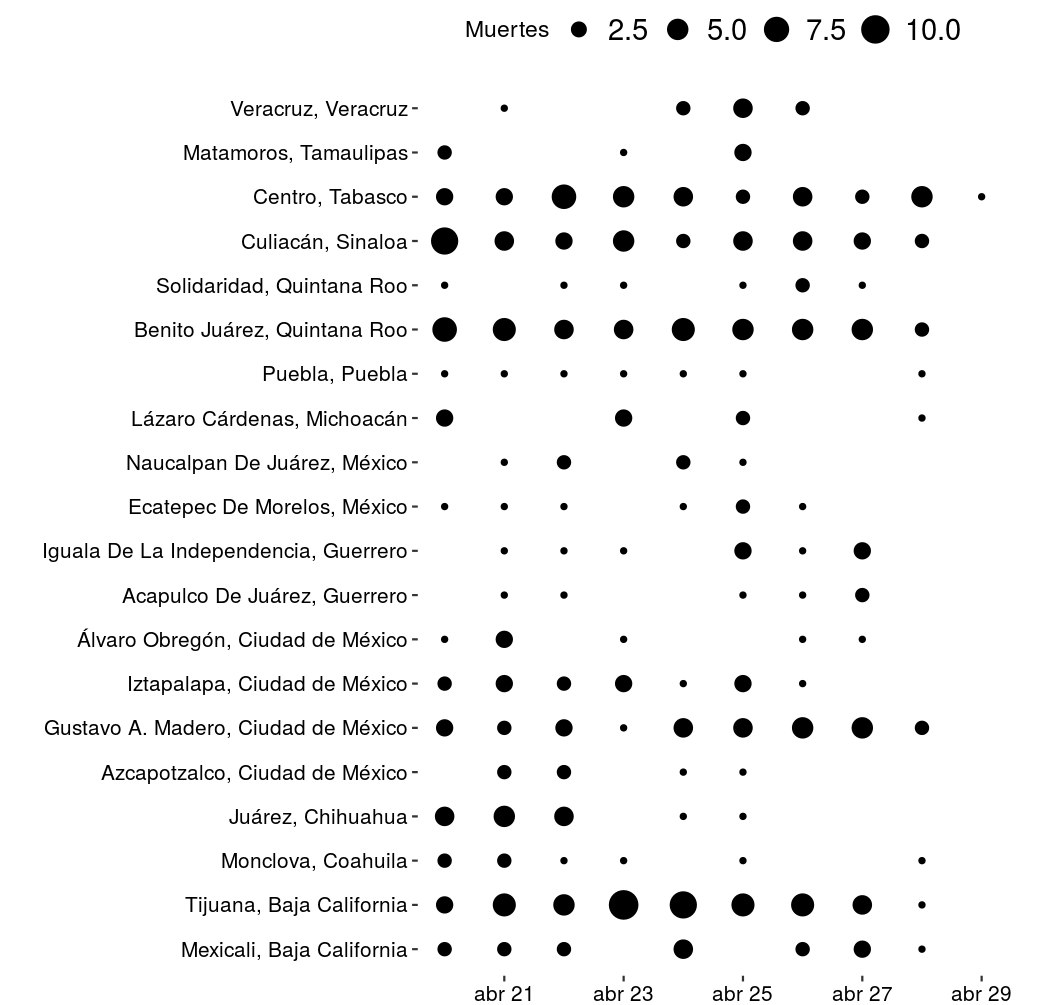 Muertes 2.5 5.0 7.5 10.0
Veracruz, Veracruz
Matamoros, Tamaulipas
Centro, Tabasco
Culiacán, Sinaloa
Solidaridad, Quintana Roo
Benito Juárez, Quintana Roo
Puebla, Puebla
Lázaro Cárdenas, Michoacán
Naucalpan De Juárez, México
Ecatepec De Morelos, México
Iguala De La Independencia, Guerrero
Acapulco De Juárez, Guerrero
Álvaro Obregón, Ciudad de México
Iztapalapa, Ciudad de México
Gustavo A. Madero, Ciudad de México
Azcapotzalco, Ciudad de México
Juárez, Chihuahua
Monclova, Coahuila
Tijuana, Baja California
Mexicali, Baja California
abr 21 abr 23 abr 25 abr 27 abr 29